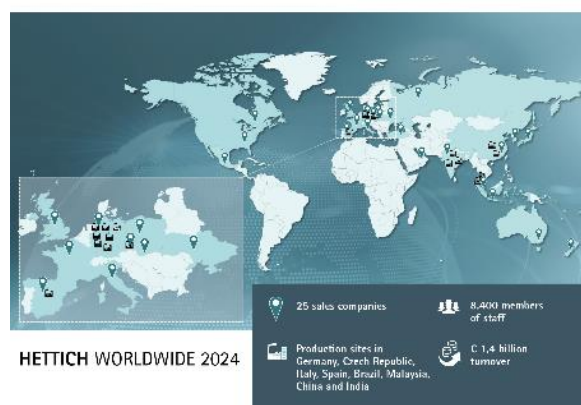 25 sales companies
8.400 members
of staff
Production sites in
Germany, Czech Republic,
Italy, Spain, Brazil, Malaysia,
China and India
€ 1,4 billion
turnover
HETTICH WORLDWIDE 2024